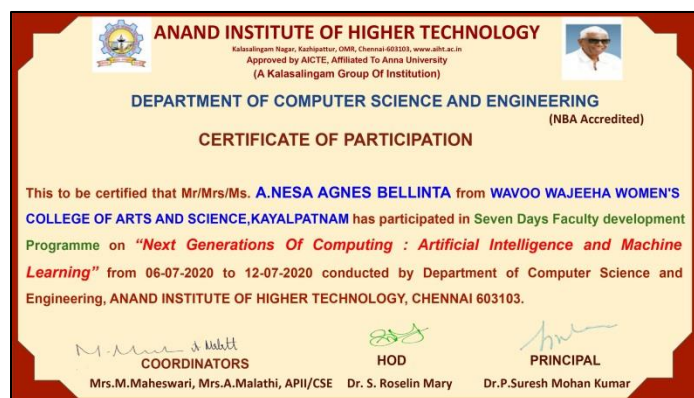 ANAND INSTITUTE OF HIGHER TECHNOLOGY
Kalasalingam Nagar, Kazhipattur, OMR, Chennai-603103, www.aiht.ac.in
Approved by AICTE, Affiliated To Anna University
(A Kalasalingam Group Of Institution)
DEPARTMENT OF COMPUTER SCIENCE AND ENGINEERING
(NBA Accredited)
CERTIFICATE OF PARTICIPATION
This to be certified that Mr/Mrs/Ms. A.NESA AGNES BELLINTA from WAVOO WAJEEHA WOMEN'S
COLLEGE OF ARTS AND SCIENCE,KAYALPATNAM has participated in Seven Days Faculty development
Programme on “Next Generations Of Computing : Artificial Intelligence and Machine
Learning” from 06-07-2020 to 12-07-2020 conducted by Department of Computer Science and
Engineering, ANAND INSTITUTE OF HIGHER TECHNOLOGY, CHENNAI 603103.
COORDINATORS HOD PRINCIPAL
Mrs.M.Maheswari, Mrs.A.Malathi, APII/CSE Dr. S. Roselin Mary Dr.P.Suresh Mohan Kumar